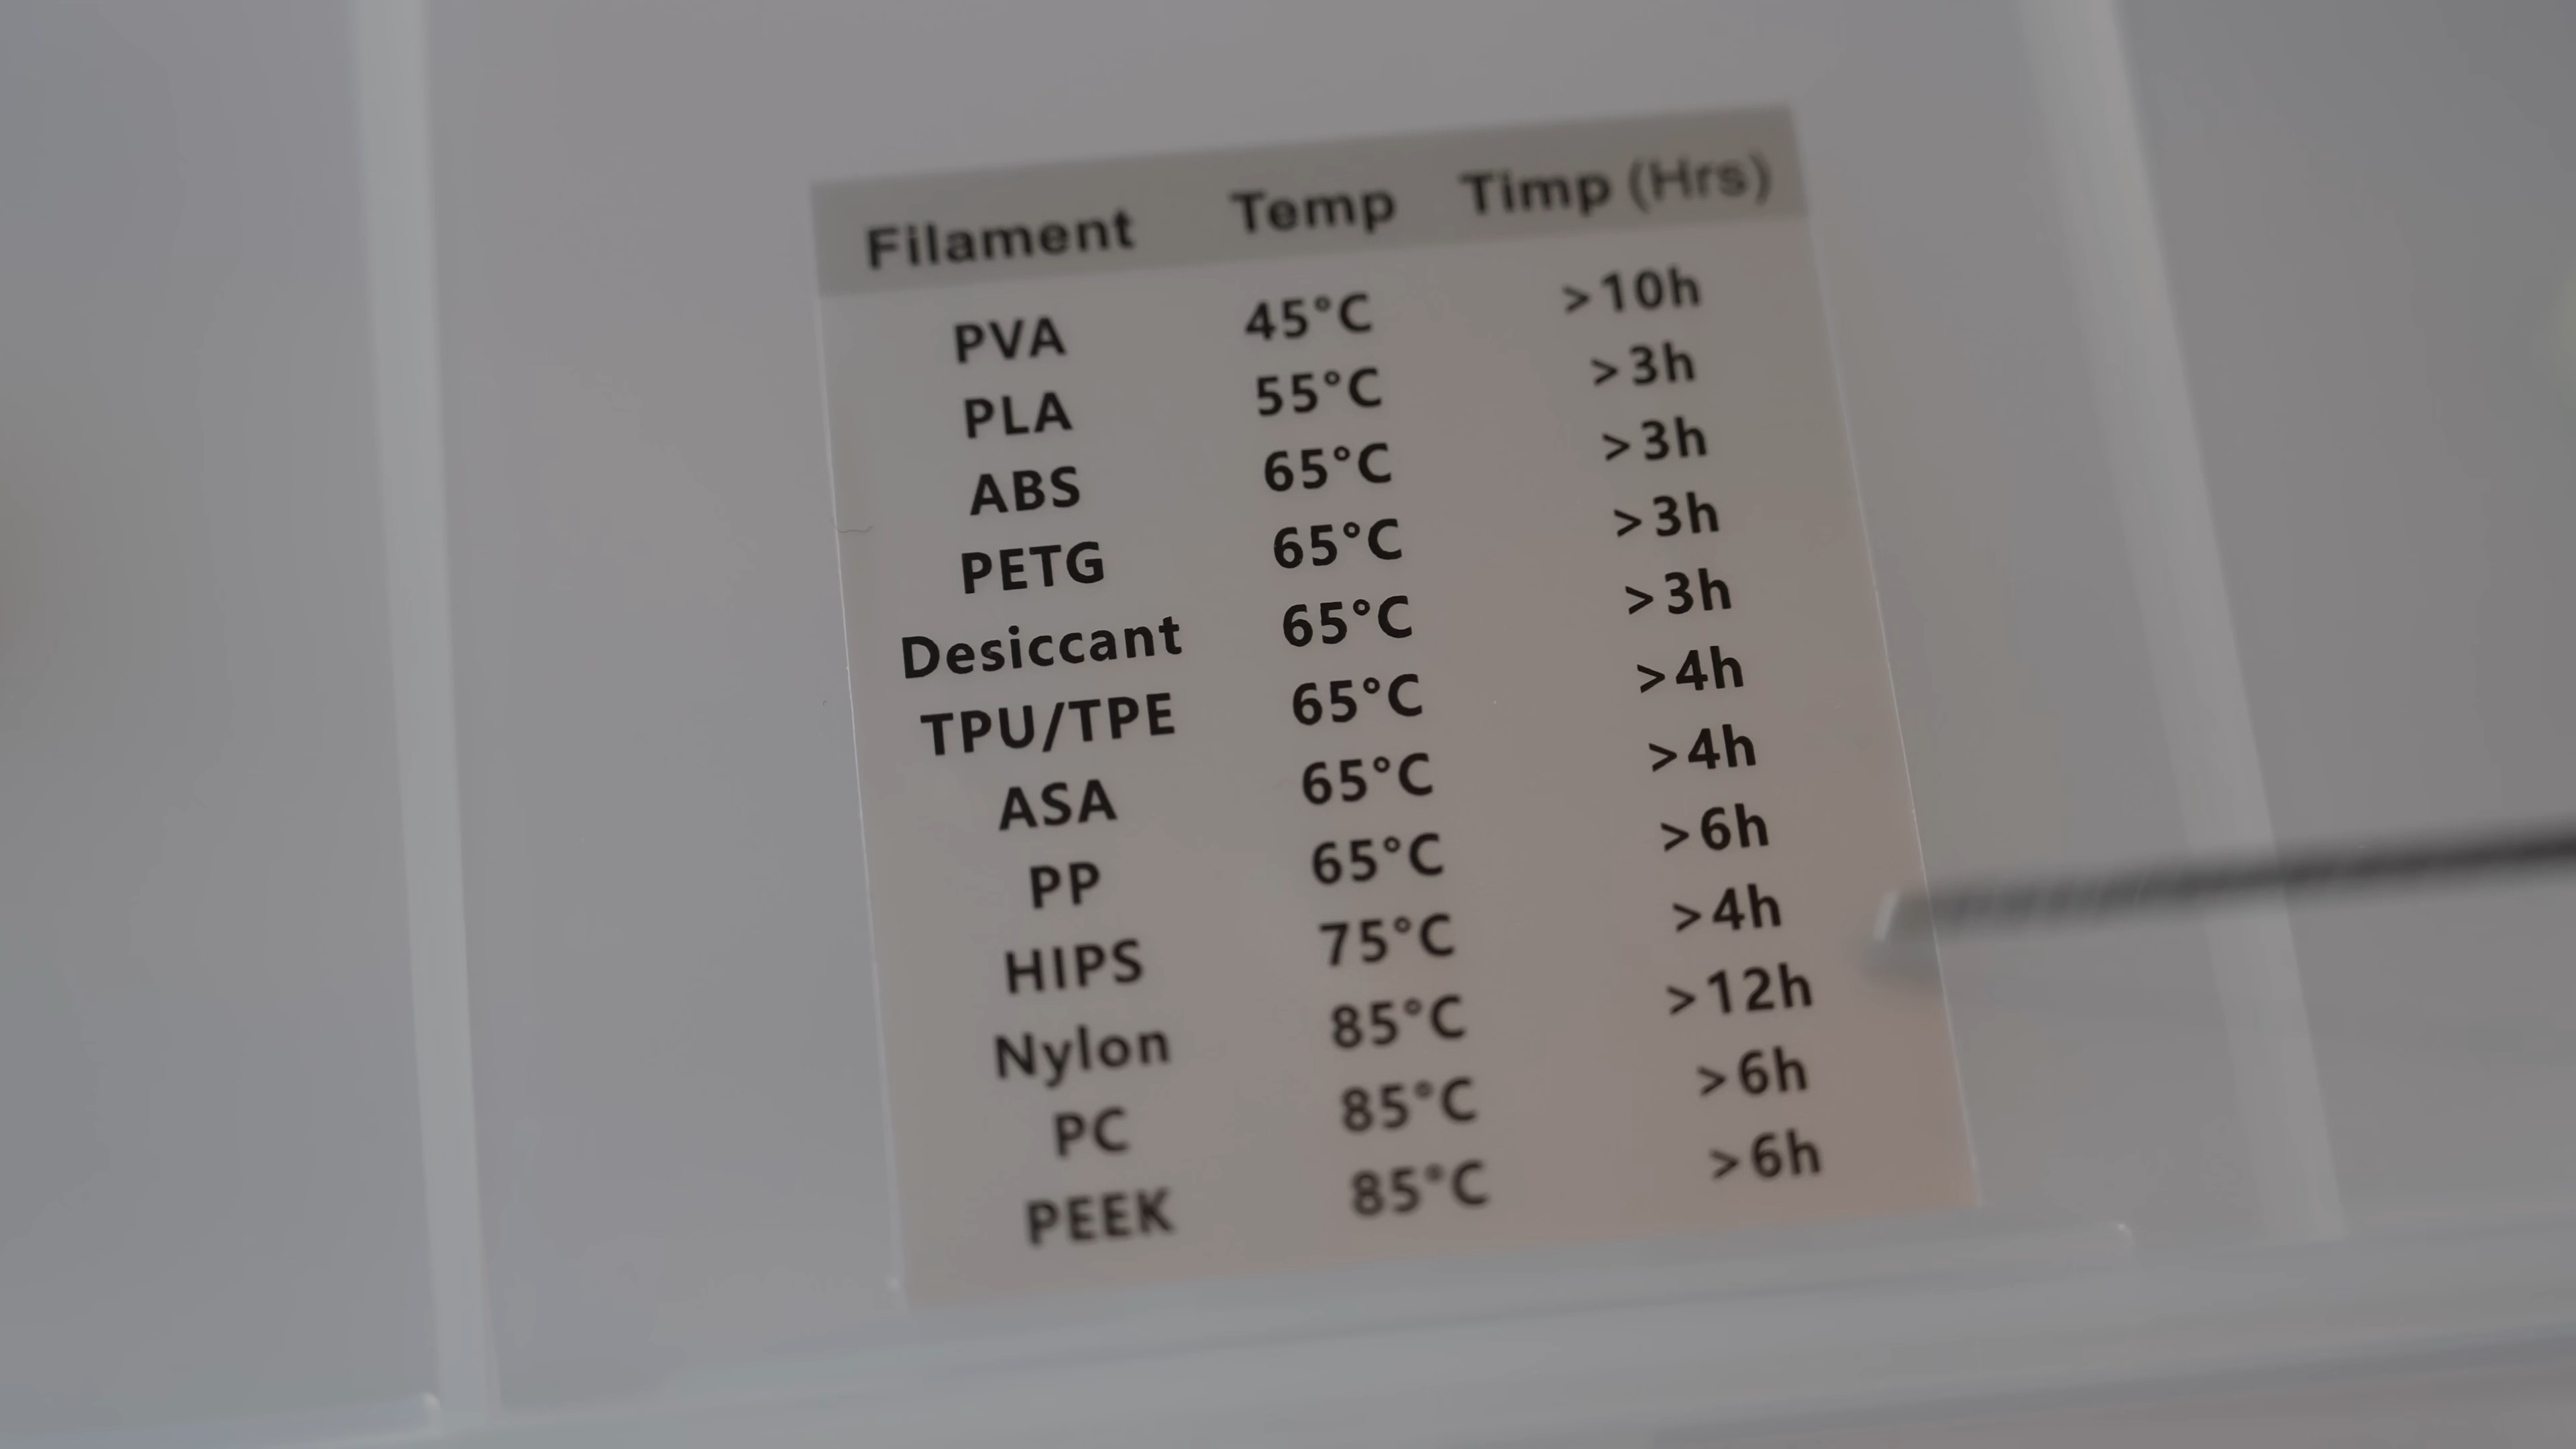 Filament Temp Timp (Hrs)
PVA 45°C >10h
PLA 55°C >3h
ABS 65°C >3h
PETG 65°C >3h
Desiccant 65°C >3h
TPU/TPE 65°C >4h
ASA 65°C >4h
PP 65°C >6h
HIPS 75°C >4h
Nylon 85°C >12h
PC 85°C >6h
PEEK 85°C >6h